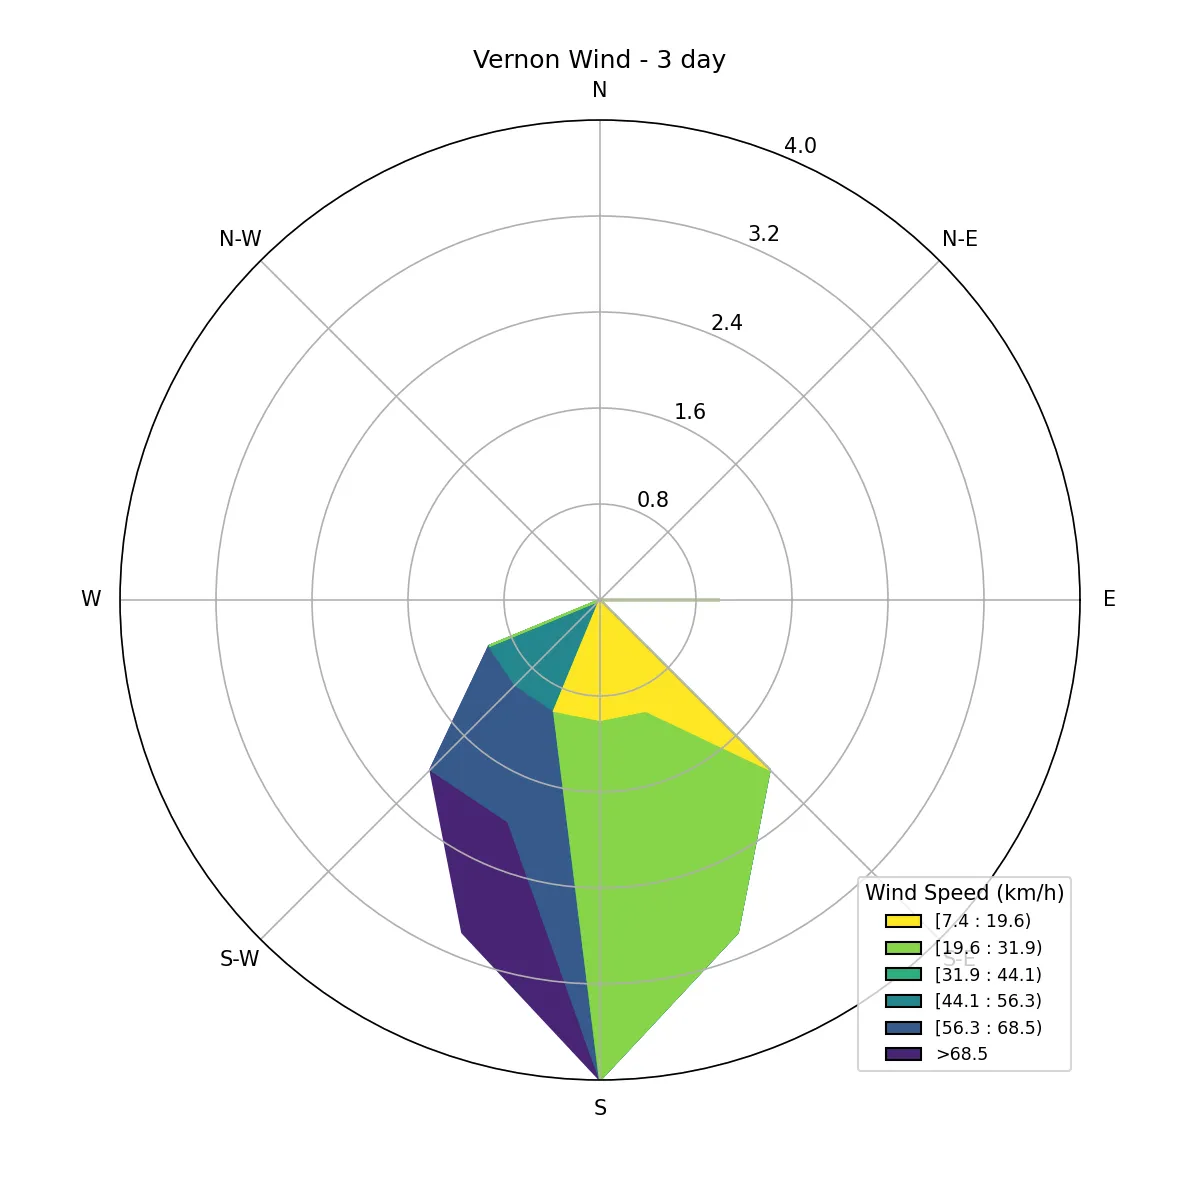 Vernon Wind - 3 day
N
4.0
N-W
N-E
3.2
2.4
1.6
0.8
W
E
S-W
S-E
S
Wind Speed (km/h)
[7.4 : 19.6)
[19.6 : 31.9)
[31.9 : 44.1)
[44.1 : 56.3)
[56.3 : 68.5)
>68.5